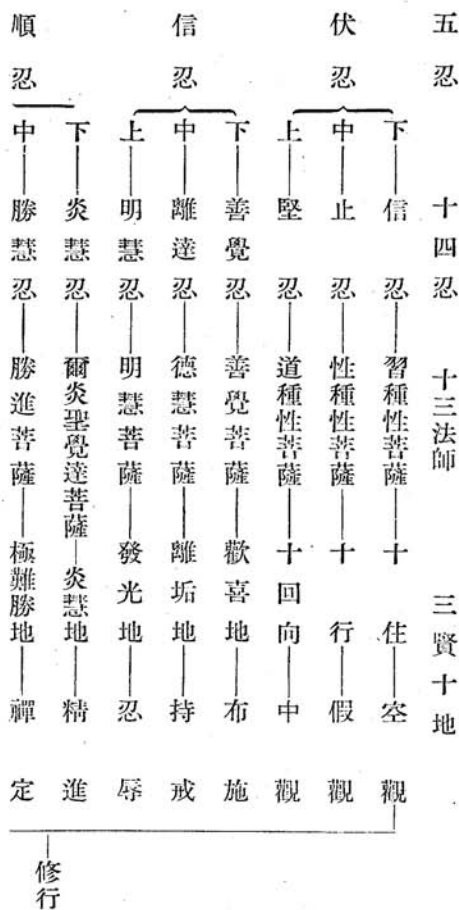 五忍 十四忍 十三法師 三賢十地
伏忍 下 信忍 習種性菩薩 十住 空觀
中 止忍 性種性菩薩 十行 假觀
上 堅忍 道種性菩薩 十回向 中觀
信忍 下 善覺忍 善覺菩薩 歡喜地 布施
中 離達忍 德慧菩薩 離垢地 持戒
上 明慧忍 明慧菩薩 發光地 忍辱
順忍 下 炎慧忍 爾炎聖覺達菩薩 炎慧地 精進
中 勝慧忍 勝進菩薩 極難勝地 禪定
修行